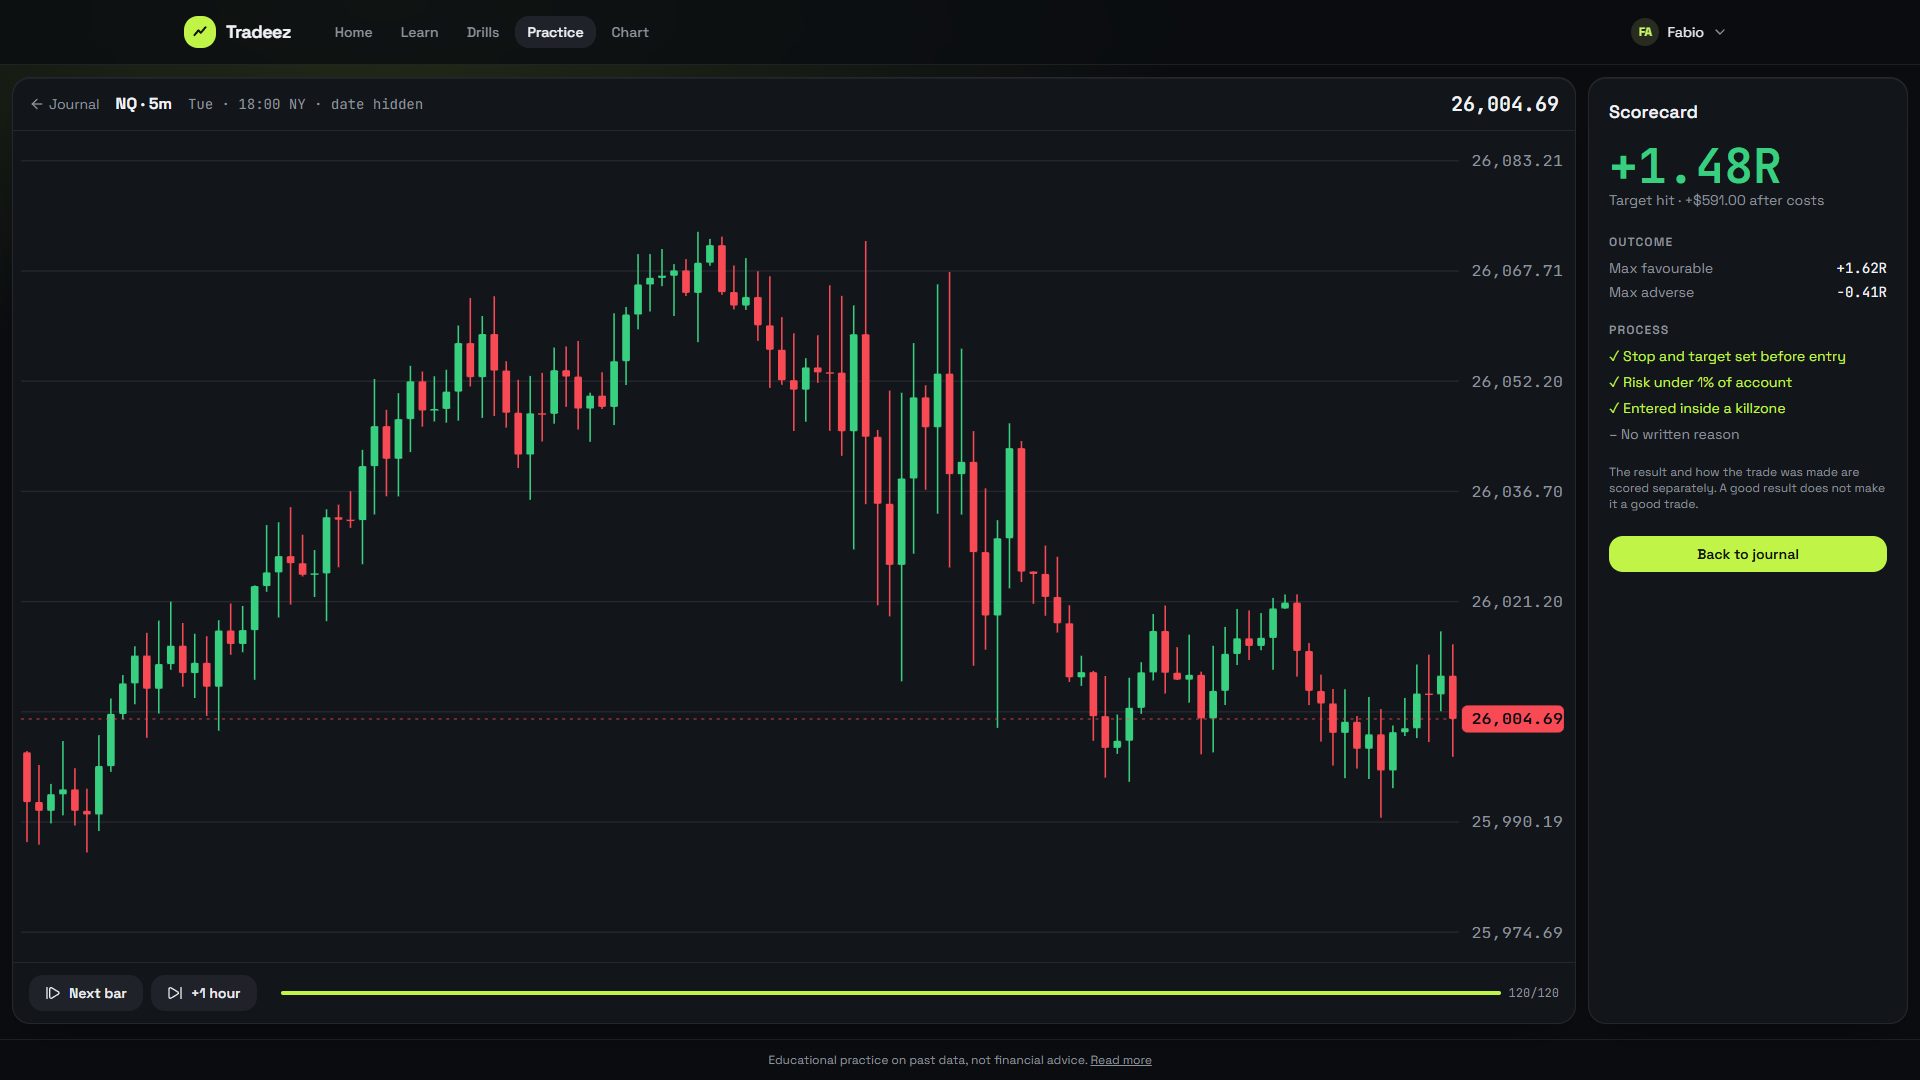 Tradeez
Home
Learn
Drills
Practice
Chart
FA
Fabio
Journal
NQ · 5m
Tue · 18:00 NY · date hidden
26,004.69
26,083.21
26,067.71
26,052.20
26,036.70
26,021.20
26,004.69
25,990.19
25,974.69
Next bar
+1 hour
120/120
Scorecard
+1.48R
Target hit · +$591.00 after costs
OUTCOME
Max favourable +1.62R
Max adverse -0.41R
PROCESS
✓ Stop and target set before entry
✓ Risk under 1% of account
✓ Entered inside a killzone
– No written reason
The result and how the trade was made are
scored separately. A good result does not make
it a good trade.
Back to journal
Educational practice on past data, not financial advice. Read more